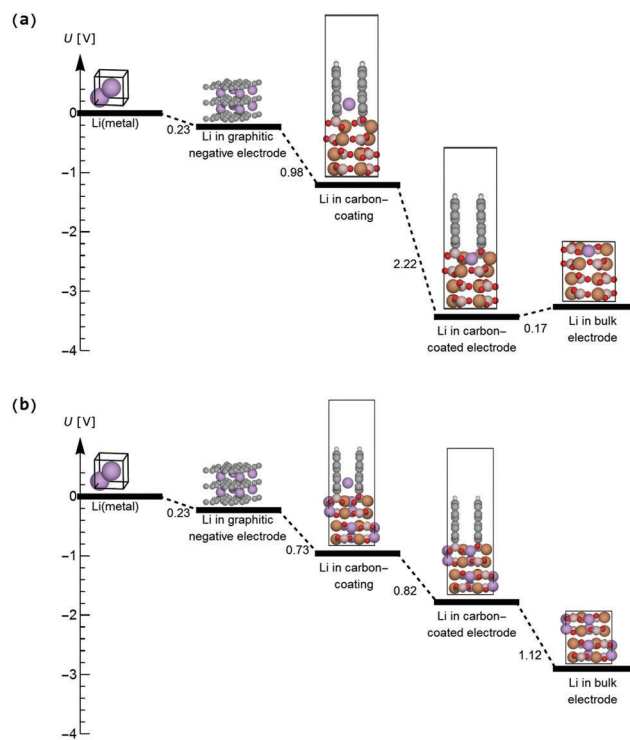 (a)
U [V]
0
−1
−2
−3
−4
Li(metal)
0.23
Li in graphitic
negative electrode
0.98
Li in carbon−
coating
2.22
Li in carbon−
coated electrode
0.17
Li in bulk
electrode
(b)
U [V]
0
−1
−2
−3
−4
Li(metal)
0.23
Li in graphitic
negative electrode
0.73
Li in carbon−
coating
0.82
Li in carbon−
coated electrode
1.12
Li in bulk
electrode